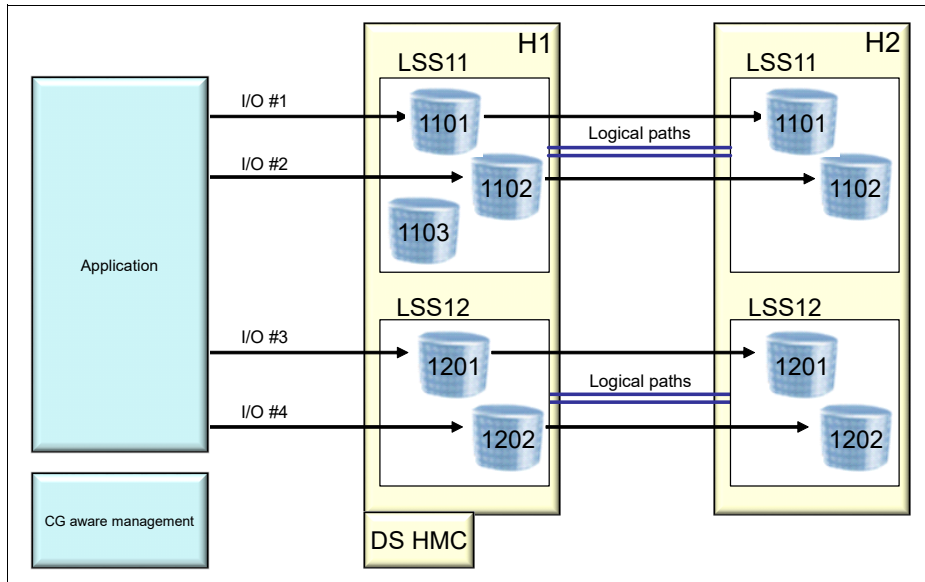 H1
H2
LSS11
LSS11
I/O #1
1101
1101
Logical paths
I/O #2
1102
1102
1103
Application
LSS12
LSS12
I/O #3
1201
1201
Logical paths
I/O #4
1202
1202
CG aware management
DS HMC